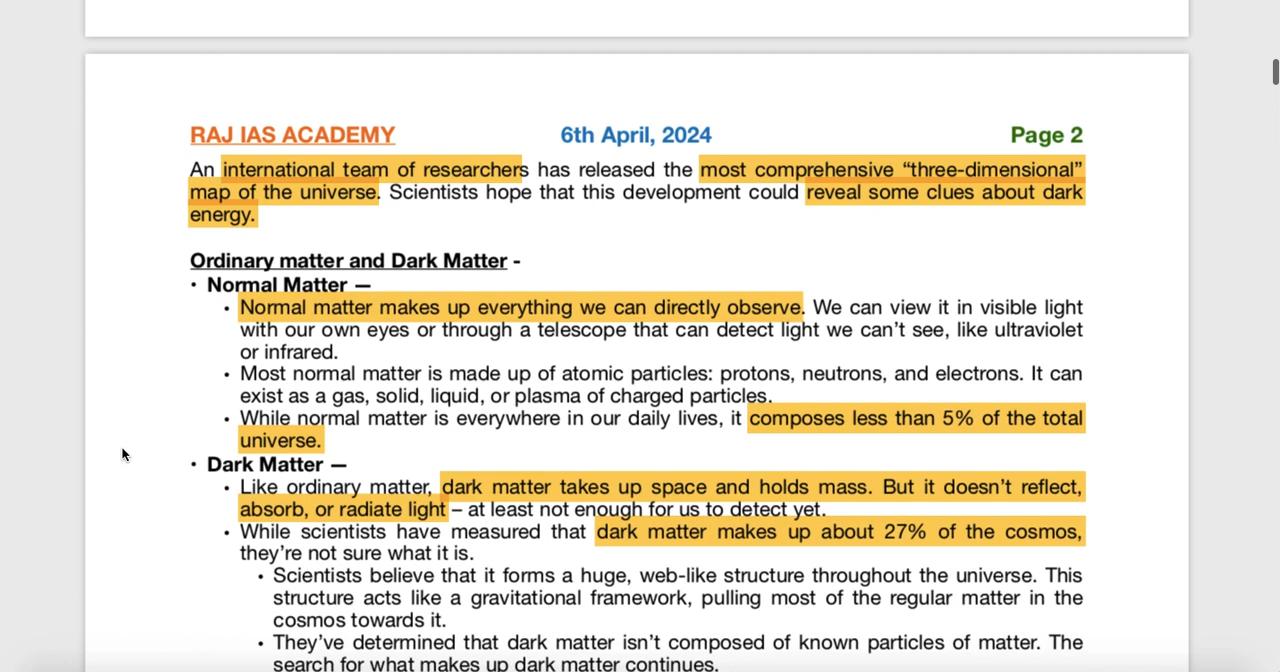 RAJ IAS ACADEMY 6th April, 2024 Page 2
An international team of researchers has released the most comprehensive “three-dimensional”
map of the universe. Scientists hope that this development could reveal some clues about dark
energy.
Ordinary matter and Dark Matter -
• Normal Matter —
• Normal matter makes up everything we can directly observe. We can view it in visible light
with our own eyes or through a telescope that can detect light we can’t see, like ultraviolet
or infrared.
• Most normal matter is made up of atomic particles: protons, neutrons, and electrons. It can
exist as a gas, solid, liquid, or plasma of charged particles.
• While normal matter is everywhere in our daily lives, it composes less than 5% of the total
universe.
• Dark Matter —
• Like ordinary matter, dark matter takes up space and holds mass. But it doesn’t reflect,
absorb, or radiate light – at least not enough for us to detect yet.
• While scientists have measured that dark matter makes up about 27% of the cosmos,
they’re not sure what it is.
• Scientists believe that it forms a huge, web-like structure throughout the universe. This
structure acts like a gravitational framework, pulling most of the regular matter in the
cosmos towards it.
• They’ve determined that dark matter isn’t composed of known particles of matter. The
search for what makes up dark matter continues.